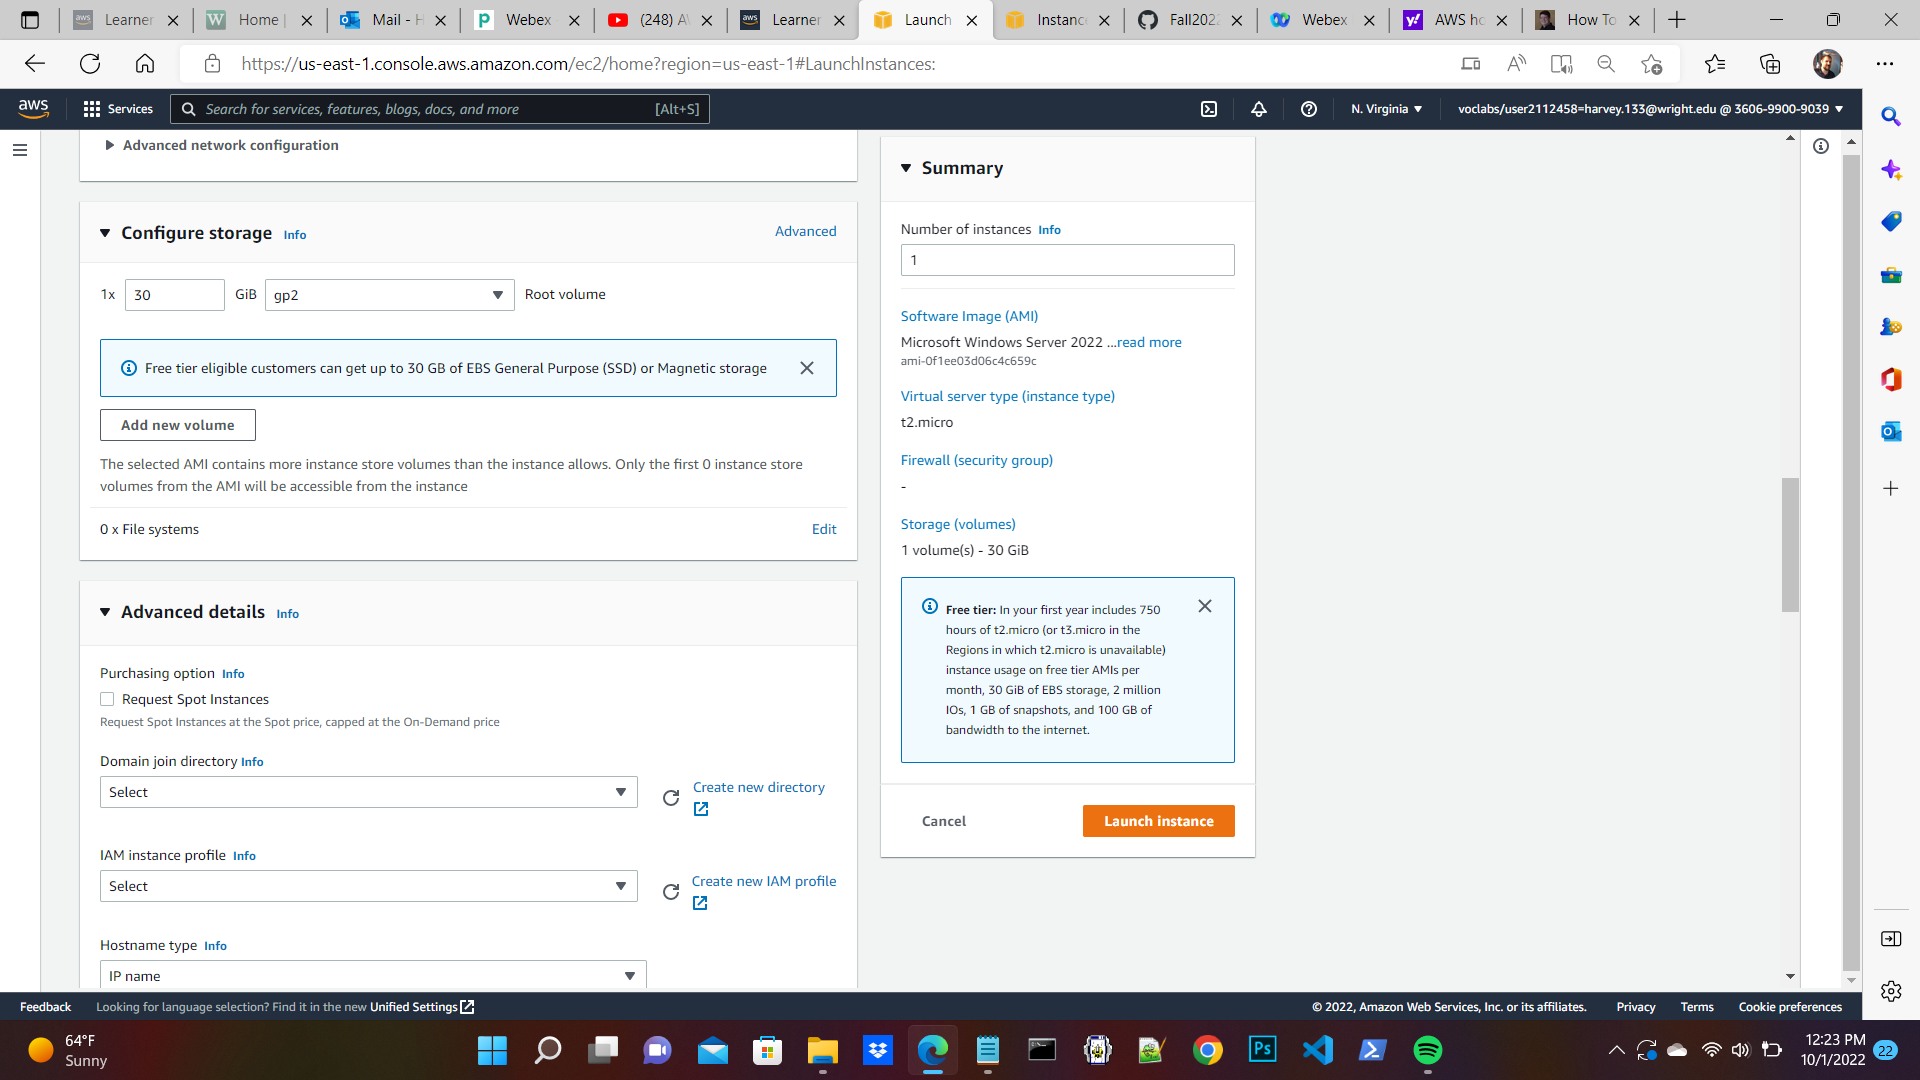 Learner
Home |
Mail - H
Webex
(248) A
Learner
Launch
Instanc
Fall202
Webex
AWS ho
How To
https://us-east-1.console.aws.amazon.com/ec2/home?region=us-east-1#LaunchInstances:
aws
Services
Search for services, features, blogs, docs, and more
[Alt+S]
N. Virginia
voclabs/user2112458=harvey.133@wright.edu @ 3606-9900-9039
Advanced network configuration
Configure storage Info
Advanced
1x 30 GiB gp2 Root volume
Free tier eligible customers can get up to 30 GB of EBS General Purpose (SSD) or Magnetic storage
Add new volume
The selected AMI contains more instance store volumes than the instance allows. Only the first 0 instance store
volumes from the AMI will be accessible from the instance
0 x File systems
Edit
Advanced details Info
Purchasing option Info
Request Spot Instances
Request Spot Instances at the Spot price, capped at the On-Demand price
Domain join directory Info
Select
Create new directory
IAM instance profile Info
Select
Create new IAM profile
Hostname type Info
IP name
Summary
Number of instances Info
1
Software Image (AMI)
Microsoft Windows Server 2022 ...read more
ami-0f1ee03d06c4c659c
Virtual server type (instance type)
t2.micro
Firewall (security group)
-
Storage (volumes)
1 volume(s) - 30 GiB
Free tier: In your first year includes 750
hours of t2.micro (or t3.micro in the
Regions in which t2.micro is unavailable)
instance usage on free tier AMIs per
month, 30 GiB of EBS storage, 2 million
IOs, 1 GB of snapshots, and 100 GB of
bandwidth to the internet.
Cancel
Launch instance
Feedback
Looking for language selection? Find it in the new Unified Settings
© 2022, Amazon Web Services, Inc. or its affiliates.
Privacy
Terms
Cookie preferences
64°F
Sunny
Ps
12:23 PM
10/1/2022
22